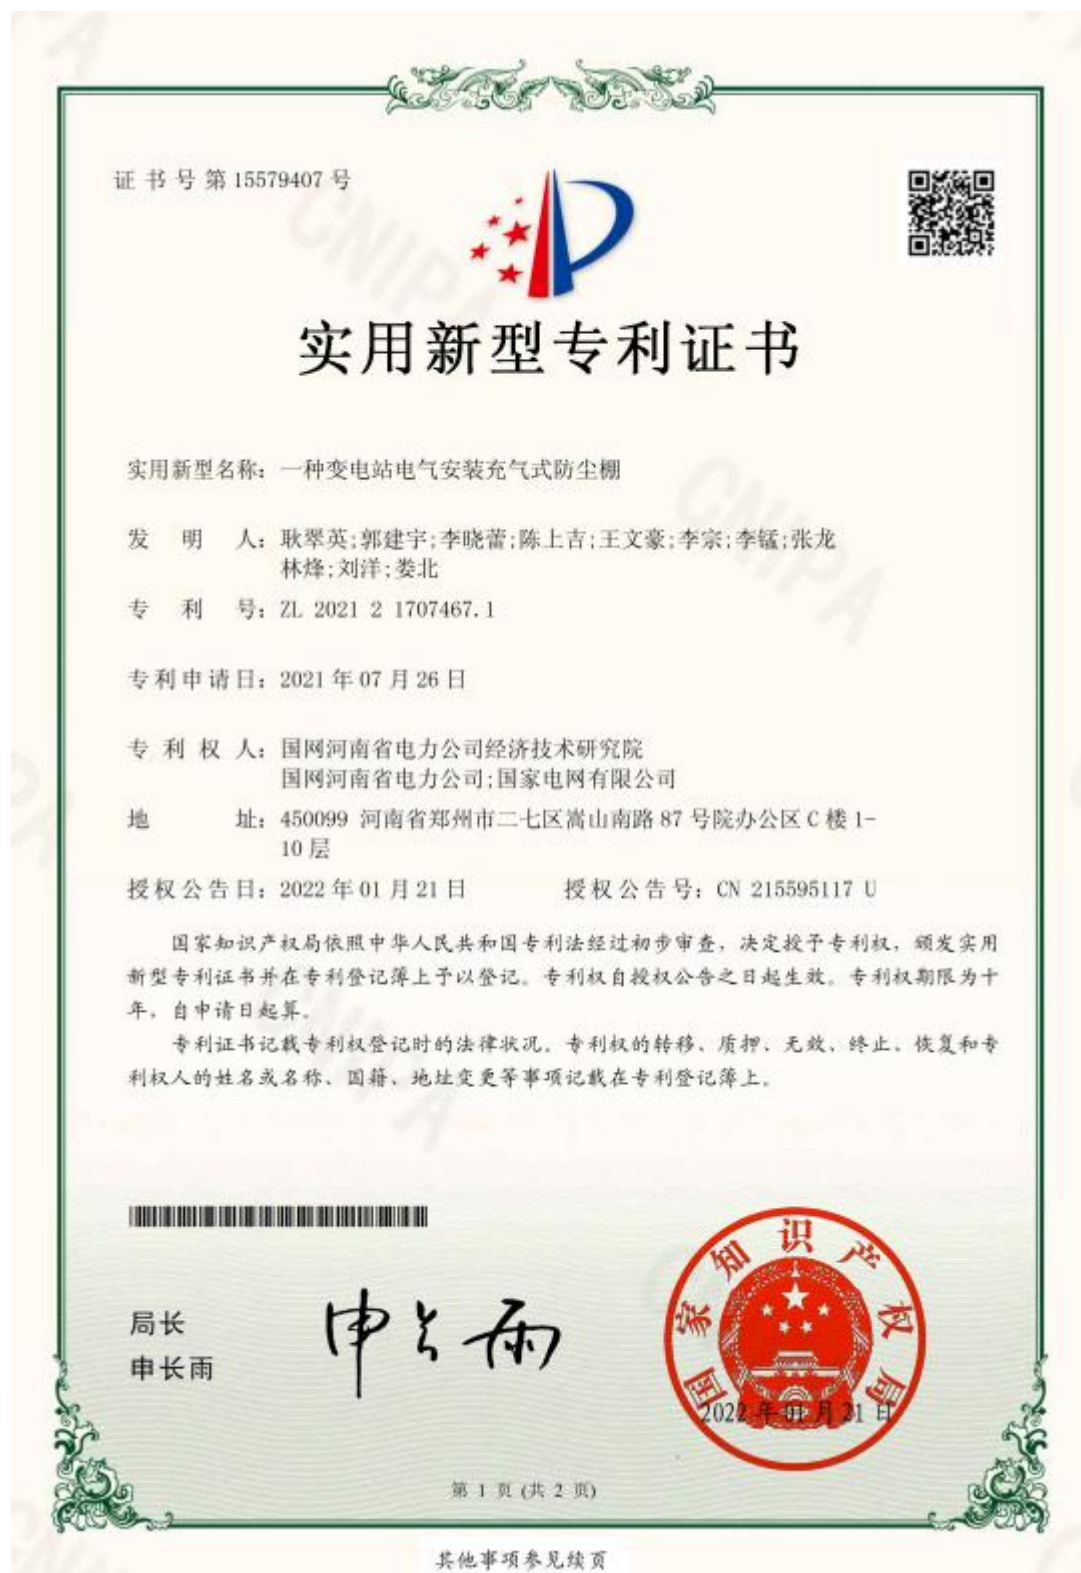 证书号第15579407号
实用新型专利证书
实用新型名称：一种变电站电气安装充气式防尘棚
发明人：耿翠英;郭建宇;李晓蕾;陈上吉;王文豪;李宗;李锰;张龙
林烽;刘洋;娄北
专利号：ZL 2021 2 1707467.1
专利申请日：2021年07月26日
专利权人：国网河南省电力公司经济技术研究院
国网河南省电力公司;国家电网有限公司
地址：450099 河南省郑州市二七区嵩山南路87号院办公区C楼1-
10层
授权公告日：2022年01月21日 授权公告号：CN 215595117 U
国家知识产权局依照中华人民共和国专利法经过初步审查，决定授予专利权，颁发实用
新型专利证书并在专利登记簿上予以登记。专利权自授权公告之日起生效。专利权期限为十
年，自申请日起算。
专利证书记载专利权登记时的法律状况。专利权的转移、质押、无效、终止、恢复和专
利权人的姓名或名称、国籍、地址变更等事项记载在专利登记簿上。
局长
申长雨
申长雨
国家知识产权局
2022年01月21日
第 1 页 (共 2 页)
其他事项参见续页
CNIPA